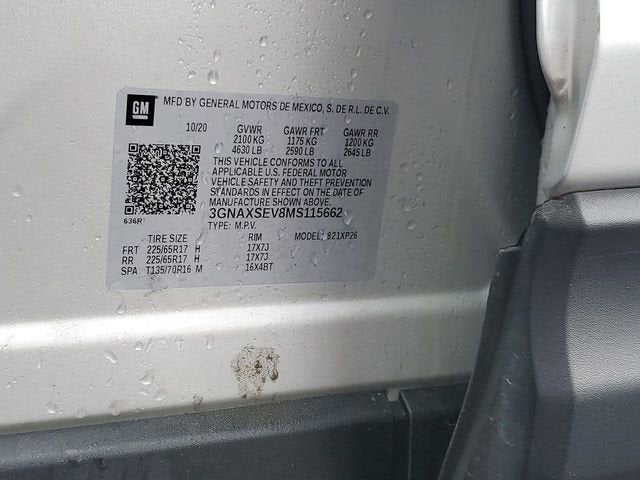 GM MFD BY GENERAL MOTORS DE MEXICO, S. DE R.L. DE C.V.
10/20 GVWR GAWR FRT GAWR RR
2100 KG 1175 KG 1200 KG
4630 LB 2590 LB 2645 LB
THIS VEHICLE CONFORMS TO ALL
APPLICABLE U.S. FEDERAL MOTOR
VEHICLE SAFETY AND THEFT PREVENTION
STANDARDS IN EFFECT ON THE DATE OF
MANUFACTURE SHOWN ABOVE.
3GNAXSEV8MS115662
636R TYPE: M.P.V.
MODEL: 821XP26
TIRE SIZE RIM
FRT 225/65R17 H 17X7J
RR 225/65R17 H 17X7J
SPA T135/70R16 M 16X4BT